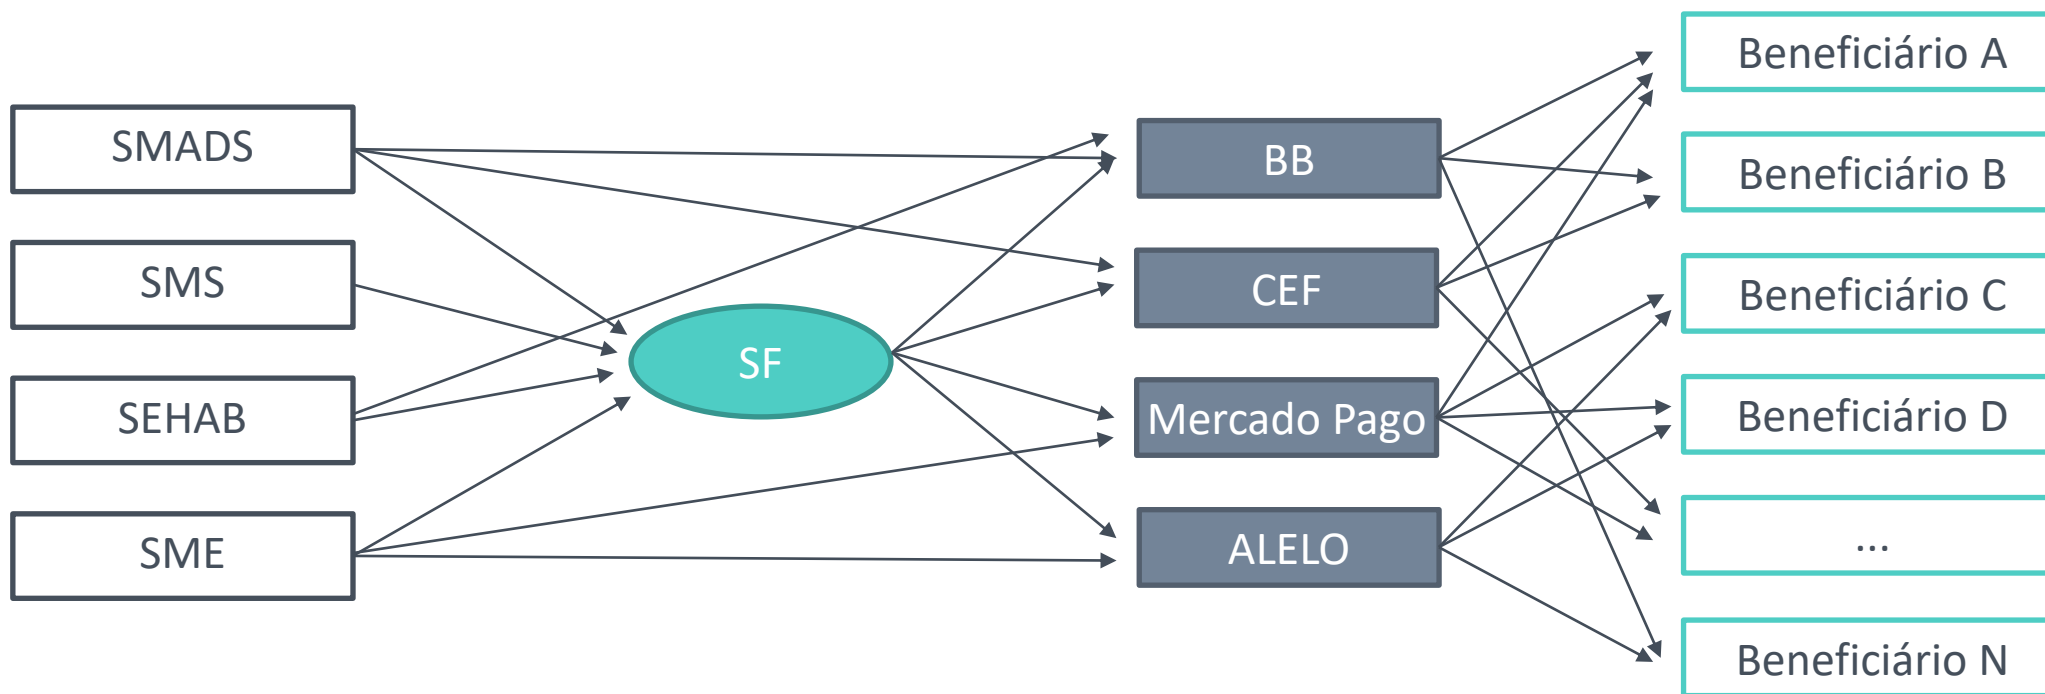 SMADS
SMS
SEHAB
SME
SF
BB
CEF
Mercado Pago
ALELO
Beneficiário A
Beneficiário B
Beneficiário C
Beneficiário D
...
Beneficiário N